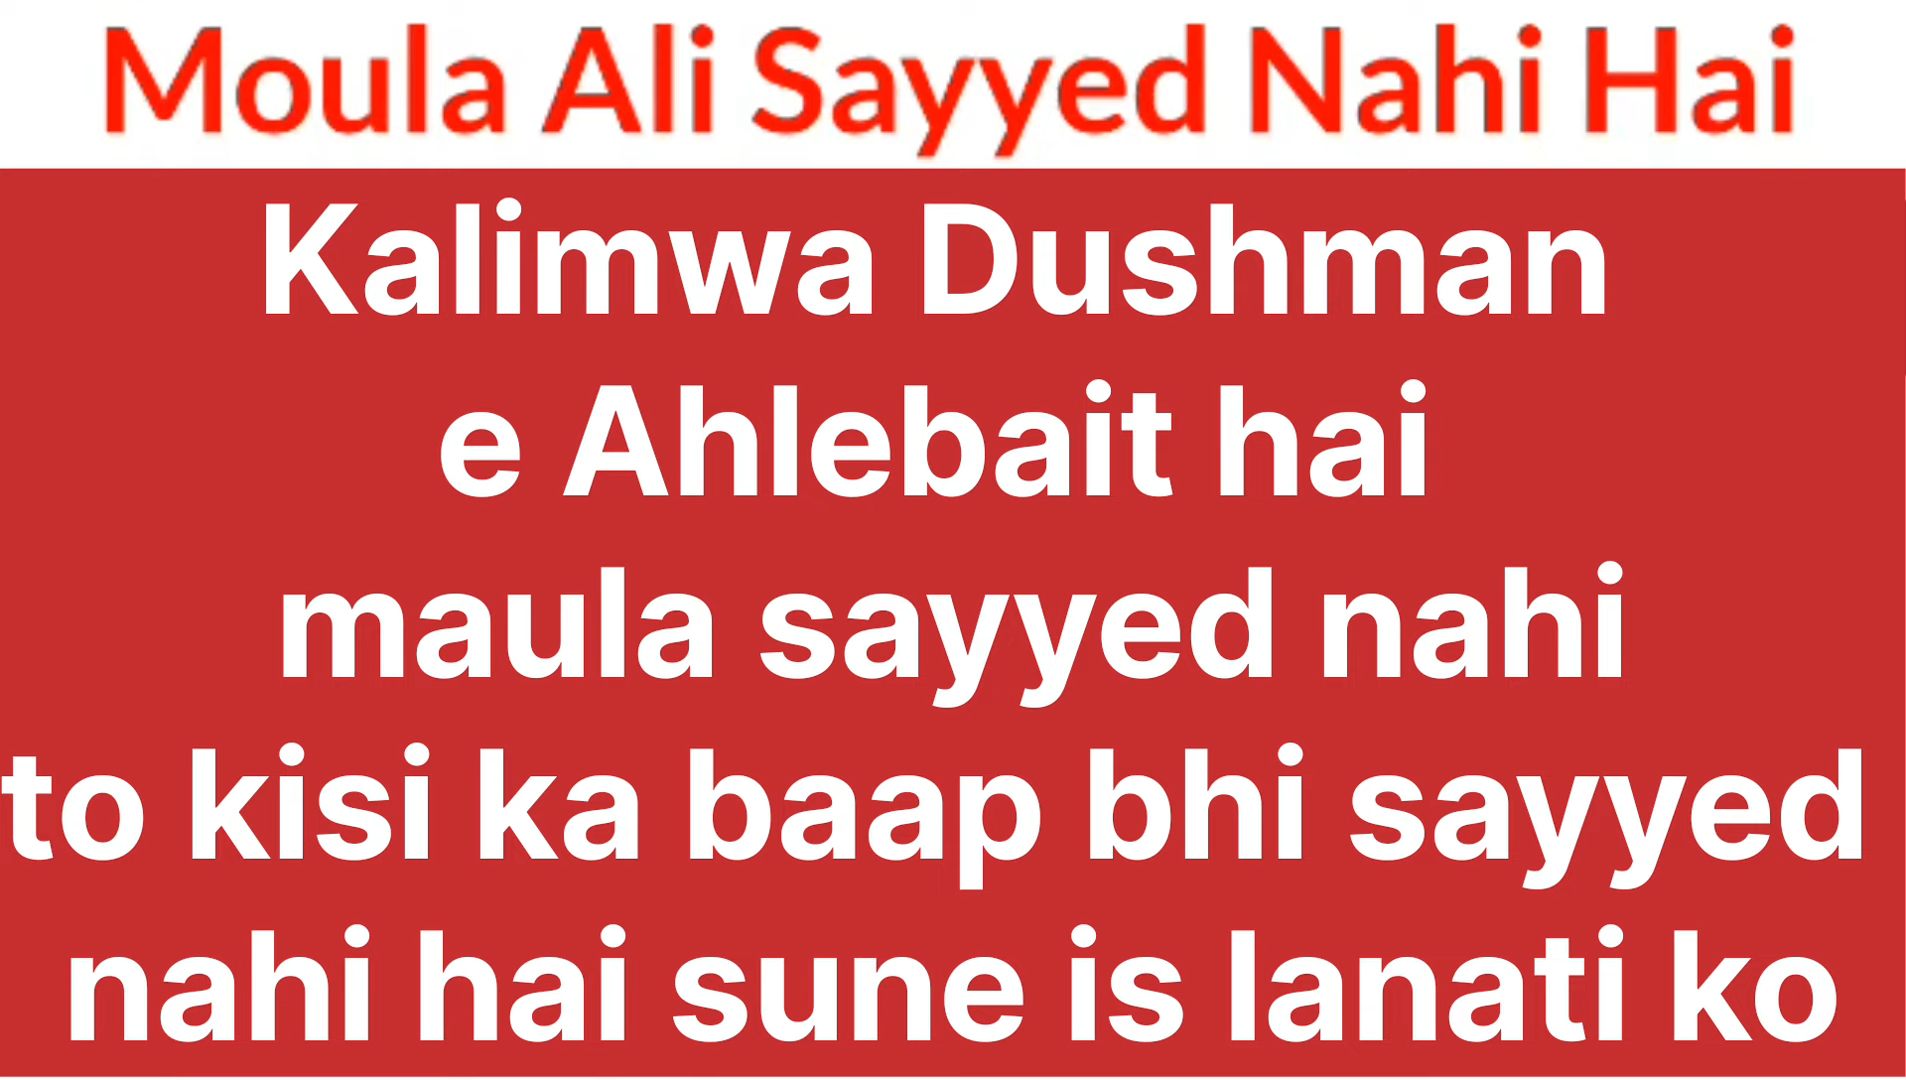 Moula Ali Sayyed Nahi Hai
Kalimwa Dushman
e Ahlebait hai
maula sayyed nahi
to kisi ka baap bhi sayyed
nahi hai sune is lanati ko